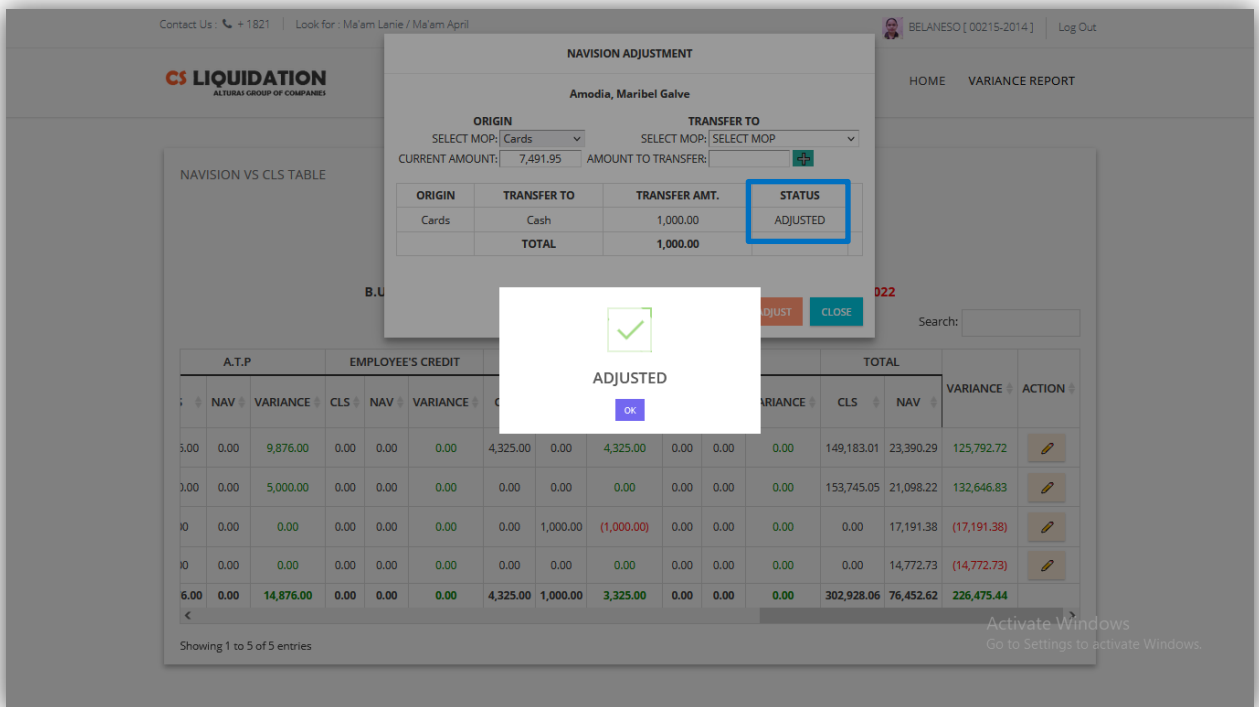 Contact Us : + 1821 Look for : Ma'am Lanie / Ma'am April BELANESO [ 00215-2014 ] Log Out
CS LIQUIDATION
ALTURAS GROUP OF COMPANIES
HOME VARIANCE REPORT
NAVISION ADJUSTMENT
Amodia, Maribel Galve
ORIGIN TRANSFER TO
SELECT MOP: Cards SELECT MOP: SELECT MOP
CURRENT AMOUNT: 7,491.95 AMOUNT TO TRANSFER:
ORIGIN TRANSFER TO TRANSFER AMT. STATUS
Cards Cash 1,000.00 ADJUSTED
TOTAL 1,000.00
ADJUST CLOSE
ADJUSTED
OK
NAVISION VS CLS TABLE
B.U 022
Search:
A.T.P EMPLOYEE'S CREDIT TOTAL VARIANCE ACTION
NAV VARIANCE CLS NAV VARIANCE C ARIANCE CLS NAV
5.00 0.00 9,876.00 0.00 0.00 0.00 4,325.00 0.00 4,325.00 0.00 0.00 0.00 149,183.01 23,390.29 125,792.72
0.00 0.00 5,000.00 0.00 0.00 0.00 0.00 0.00 0.00 0.00 0.00 0.00 153,745.05 21,098.22 132,646.83
00 0.00 0.00 0.00 0.00 0.00 0.00 1,000.00 (1,000.00) 0.00 0.00 0.00 0.00 17,191.38 (17,191.38)
00 0.00 0.00 0.00 0.00 0.00 0.00 0.00 0.00 0.00 0.00 0.00 0.00 14,772.73 (14,772.73)
6.00 0.00 14,876.00 0.00 0.00 0.00 4,325.00 1,000.00 3,325.00 0.00 0.00 0.00 302,928.06 76,452.62 226,475.44
Showing 1 to 5 of 5 entries
Activate Windows
Go to Settings to activate Windows.